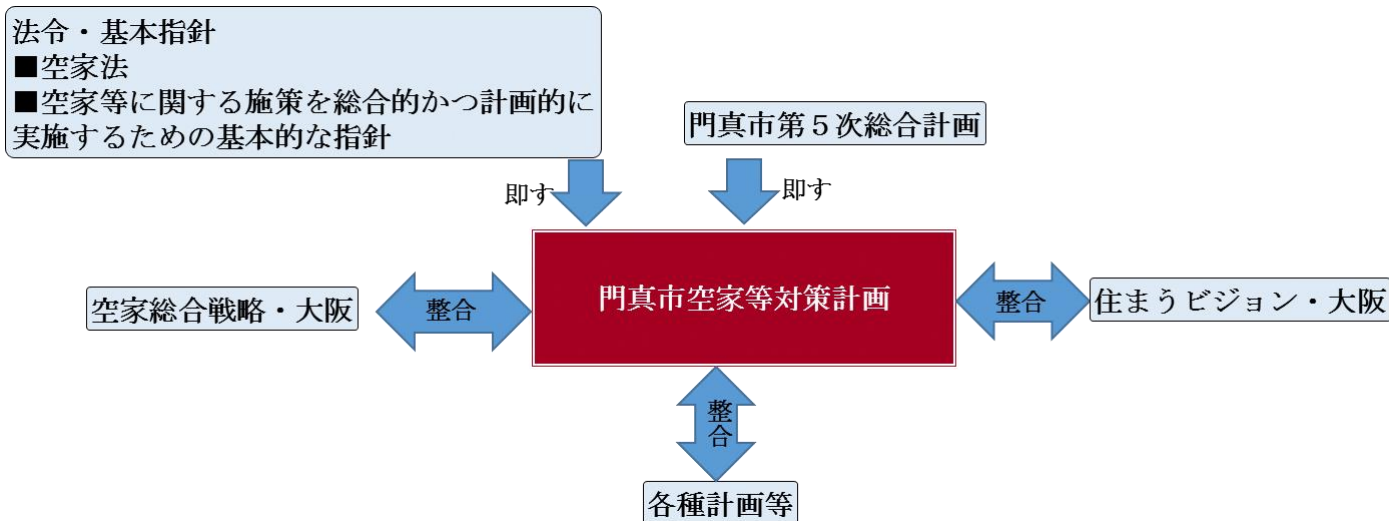 法令・基本指針
■空家法
■空家等に関する施策を総合的かつ計画的に
実施するための基本的な指針
門真市第５次総合計画
即す
即す
門真市空家等対策計画
空家総合戦略・大阪
整合
整合
住まうビジョン・大阪
整合
各種計画等